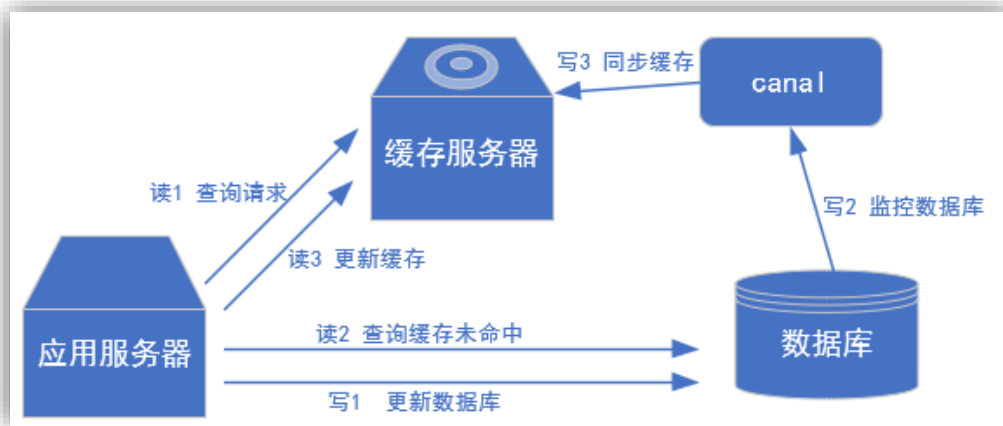 写3 同步缓存
canal
缓存服务器
读1 查询请求
写2 监控数据库
读3 更新缓存
读2 查询缓存未命中
数据库
应用服务器
写1 更新数据库